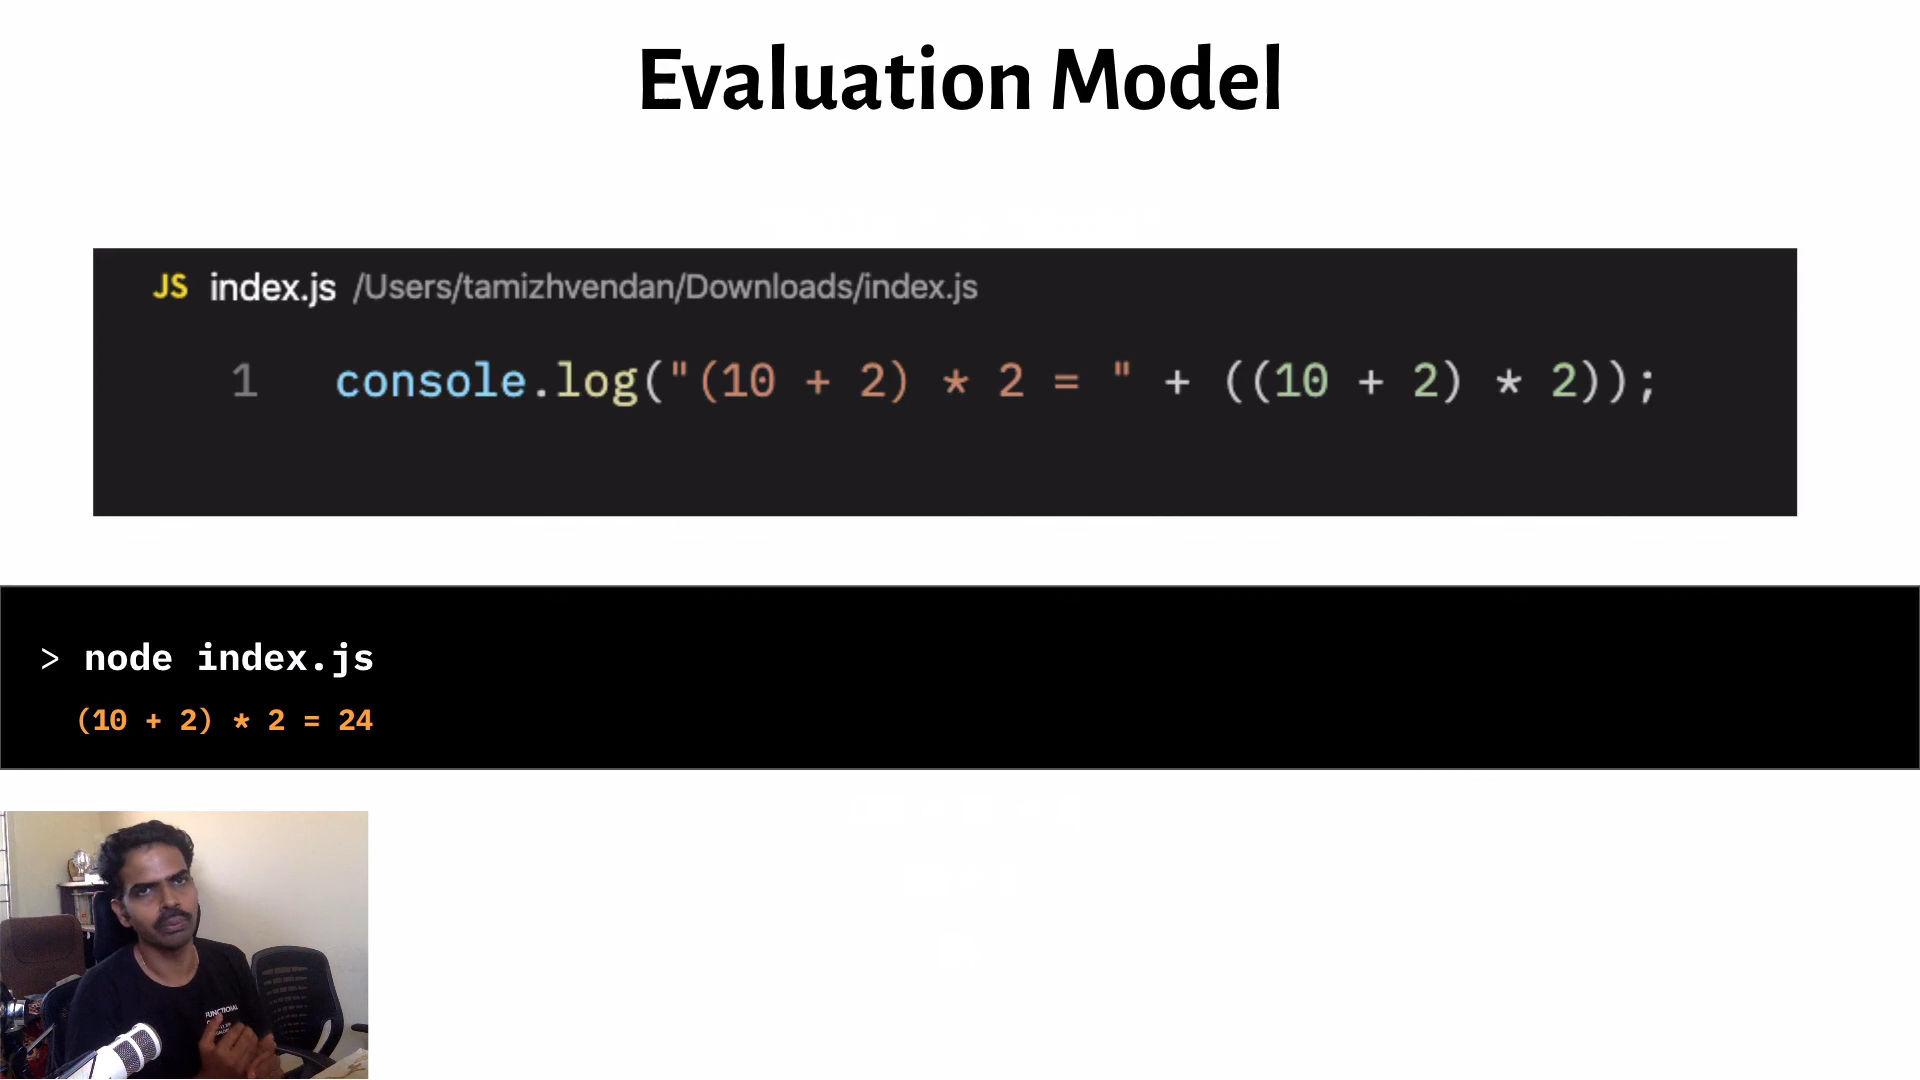 Evaluation Model
JS index.js /Users/tamizhvendan/Downloads/index.js
1 console.log("(10 + 2) * 2 = " + ((10 + 2) * 2));
> node index.js
(10 + 2) * 2 = 24
FUNCTIONAL